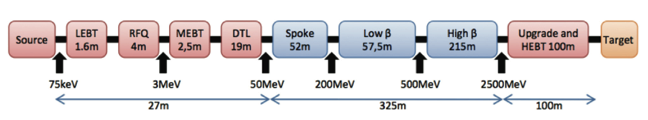 Source
LEBT
1.6m
RFQ
4m
MEBT
2,5m
DTL
19m
Spoke
52m
Low β
57,5m
High β
215m
Upgrade and
HEBT 100m
Target
75keV
3MeV
50MeV
200MeV
500MeV
2500MeV
27m
325m
100m